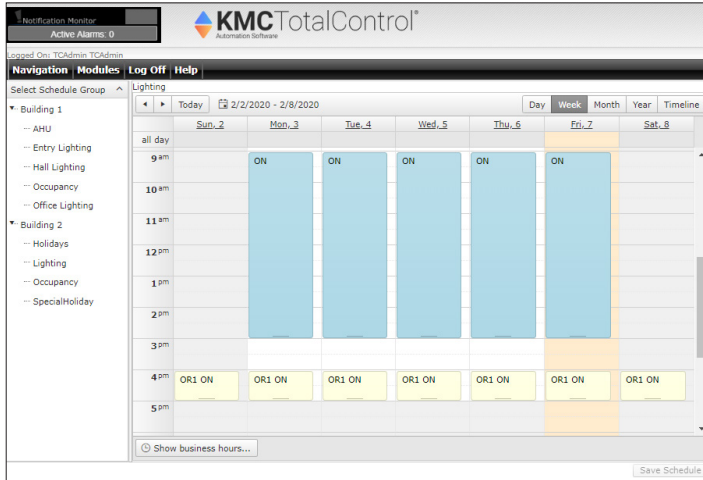 Notification Monitor
Active Alarms: 0
KMCTotalControl®
Automation Software
Logged On: TCAdmin TCAdmin
Navigation Modules Log Off Help
Select Schedule Group
Building 1
AHU
Entry Lighting
Hall Lighting
Occupancy
Office Lighting
Building 2
Holidays
Lighting
Occupancy
SpecialHoliday
Lighting
Today 2/2/2020 - 2/8/2020 Day Week Month Year Timeline
Sun, 2 Mon, 3 Tue, 4 Wed, 5 Thu, 6 Fri, 7 Sat, 8
all day
9 am ON ON ON ON ON
10 am
11 am
12 pm
1 pm
2 pm
3 pm
4 pm OR1 ON OR1 ON OR1 ON OR1 ON OR1 ON OR1 ON OR1 ON
5 pm
Show business hours...
Save Schedule